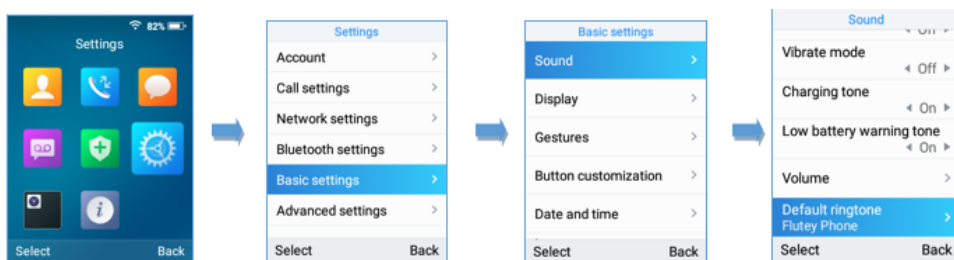 82%
Settings
Select Back
Settings
Account
Call settings
Network settings
Bluetooth settings
Basic settings
Advanced settings
Select Back
Basic settings
Sound
Display
Gestures
Button customization
Date and time
Select Back
Sound
Vibrate mode
Off
Charging tone
On
Low battery warning tone
On
Volume
Default ringtone
Flutey Phone
Select Back